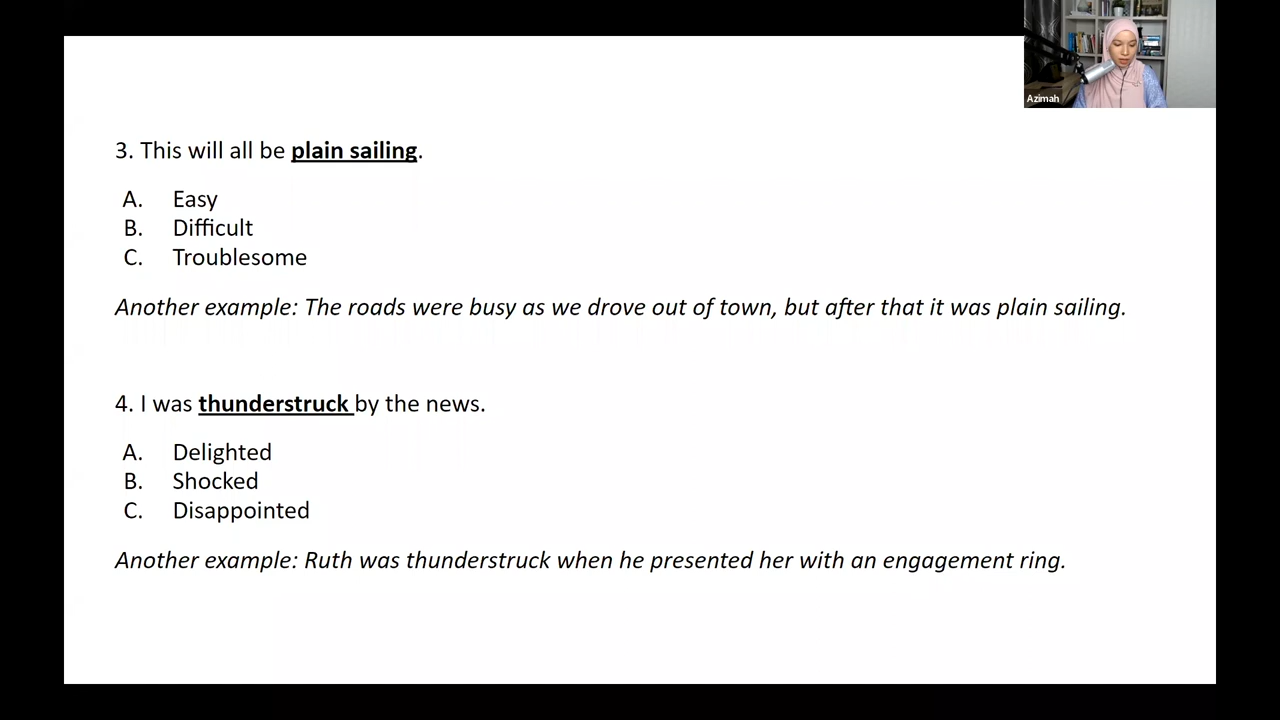 Azimah
3. This will all be plain sailing.
A. Easy
B. Difficult
C. Troublesome
Another example: The roads were busy as we drove out of town, but after that it was plain sailing.
4. I was thunderstruck by the news.
A. Delighted
B. Shocked
C. Disappointed
Another example: Ruth was thunderstruck when he presented her with an engagement ring.